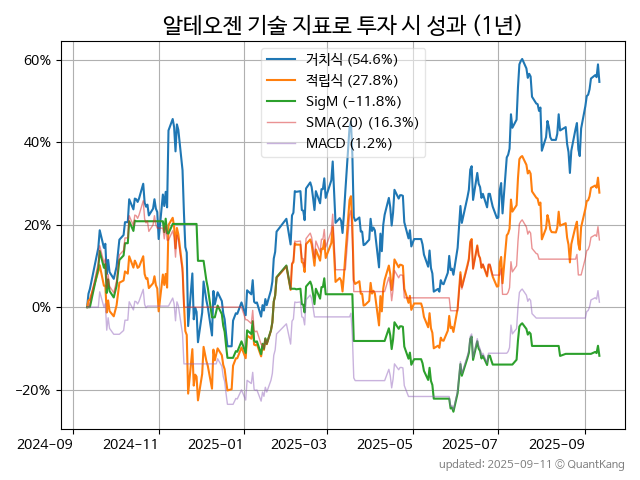 알테오젠 기술 지표로 투자 시 성과 (1년)
거치식 (54.6%)
적립식 (27.8%)
SigM (−11.8%)
SMA(20) (16.3%)
MACD (1.2%)
60%
40%
20%
0%
−20%
2024−09 2024−11 2025−01 2025−03 2025−05 2025−07 2025−09
updated: 2025−09−11 ⓒ QuantKang